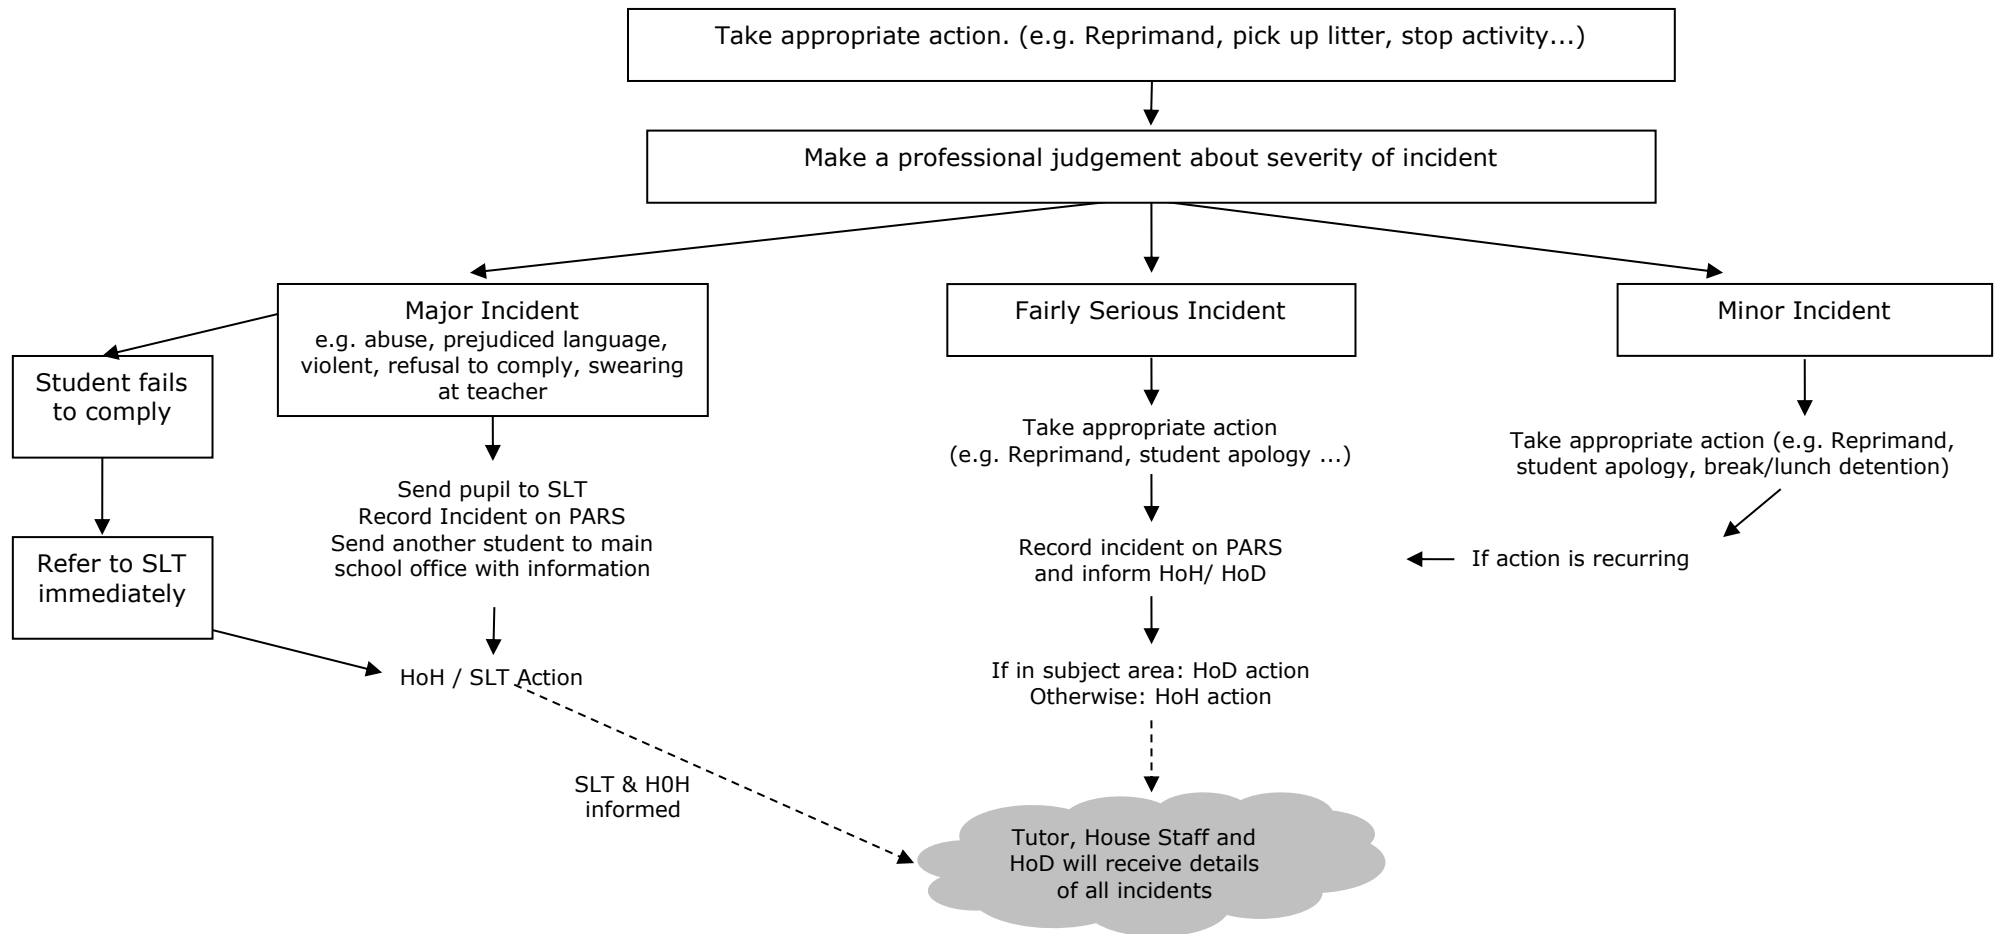 Take appropriate action. (e.g. Reprimand, pick up litter, stop activity...)
Make a professional judgement about severity of incident
Major Incident
e.g. abuse, prejudiced language,
violent, refusal to comply, swearing
at teacher
Fairly Serious Incident
Minor Incident
Student fails
to comply
Take appropriate action
(e.g. Reprimand, student apology ...)
Take appropriate action (e.g. Reprimand,
student apology, break/lunch detention)
Send pupil to SLT
Record Incident on PARS
Send another student to main
school office with information
Refer to SLT
immediately
Record incident on PARS
and inform HoH/ HoD
If action is recurring
HoH / SLT Action
If in subject area: HoD action
Otherwise: HoH action
SLT & H0H
informed
Tutor, House Staff and
HoD will receive details
of all incidents